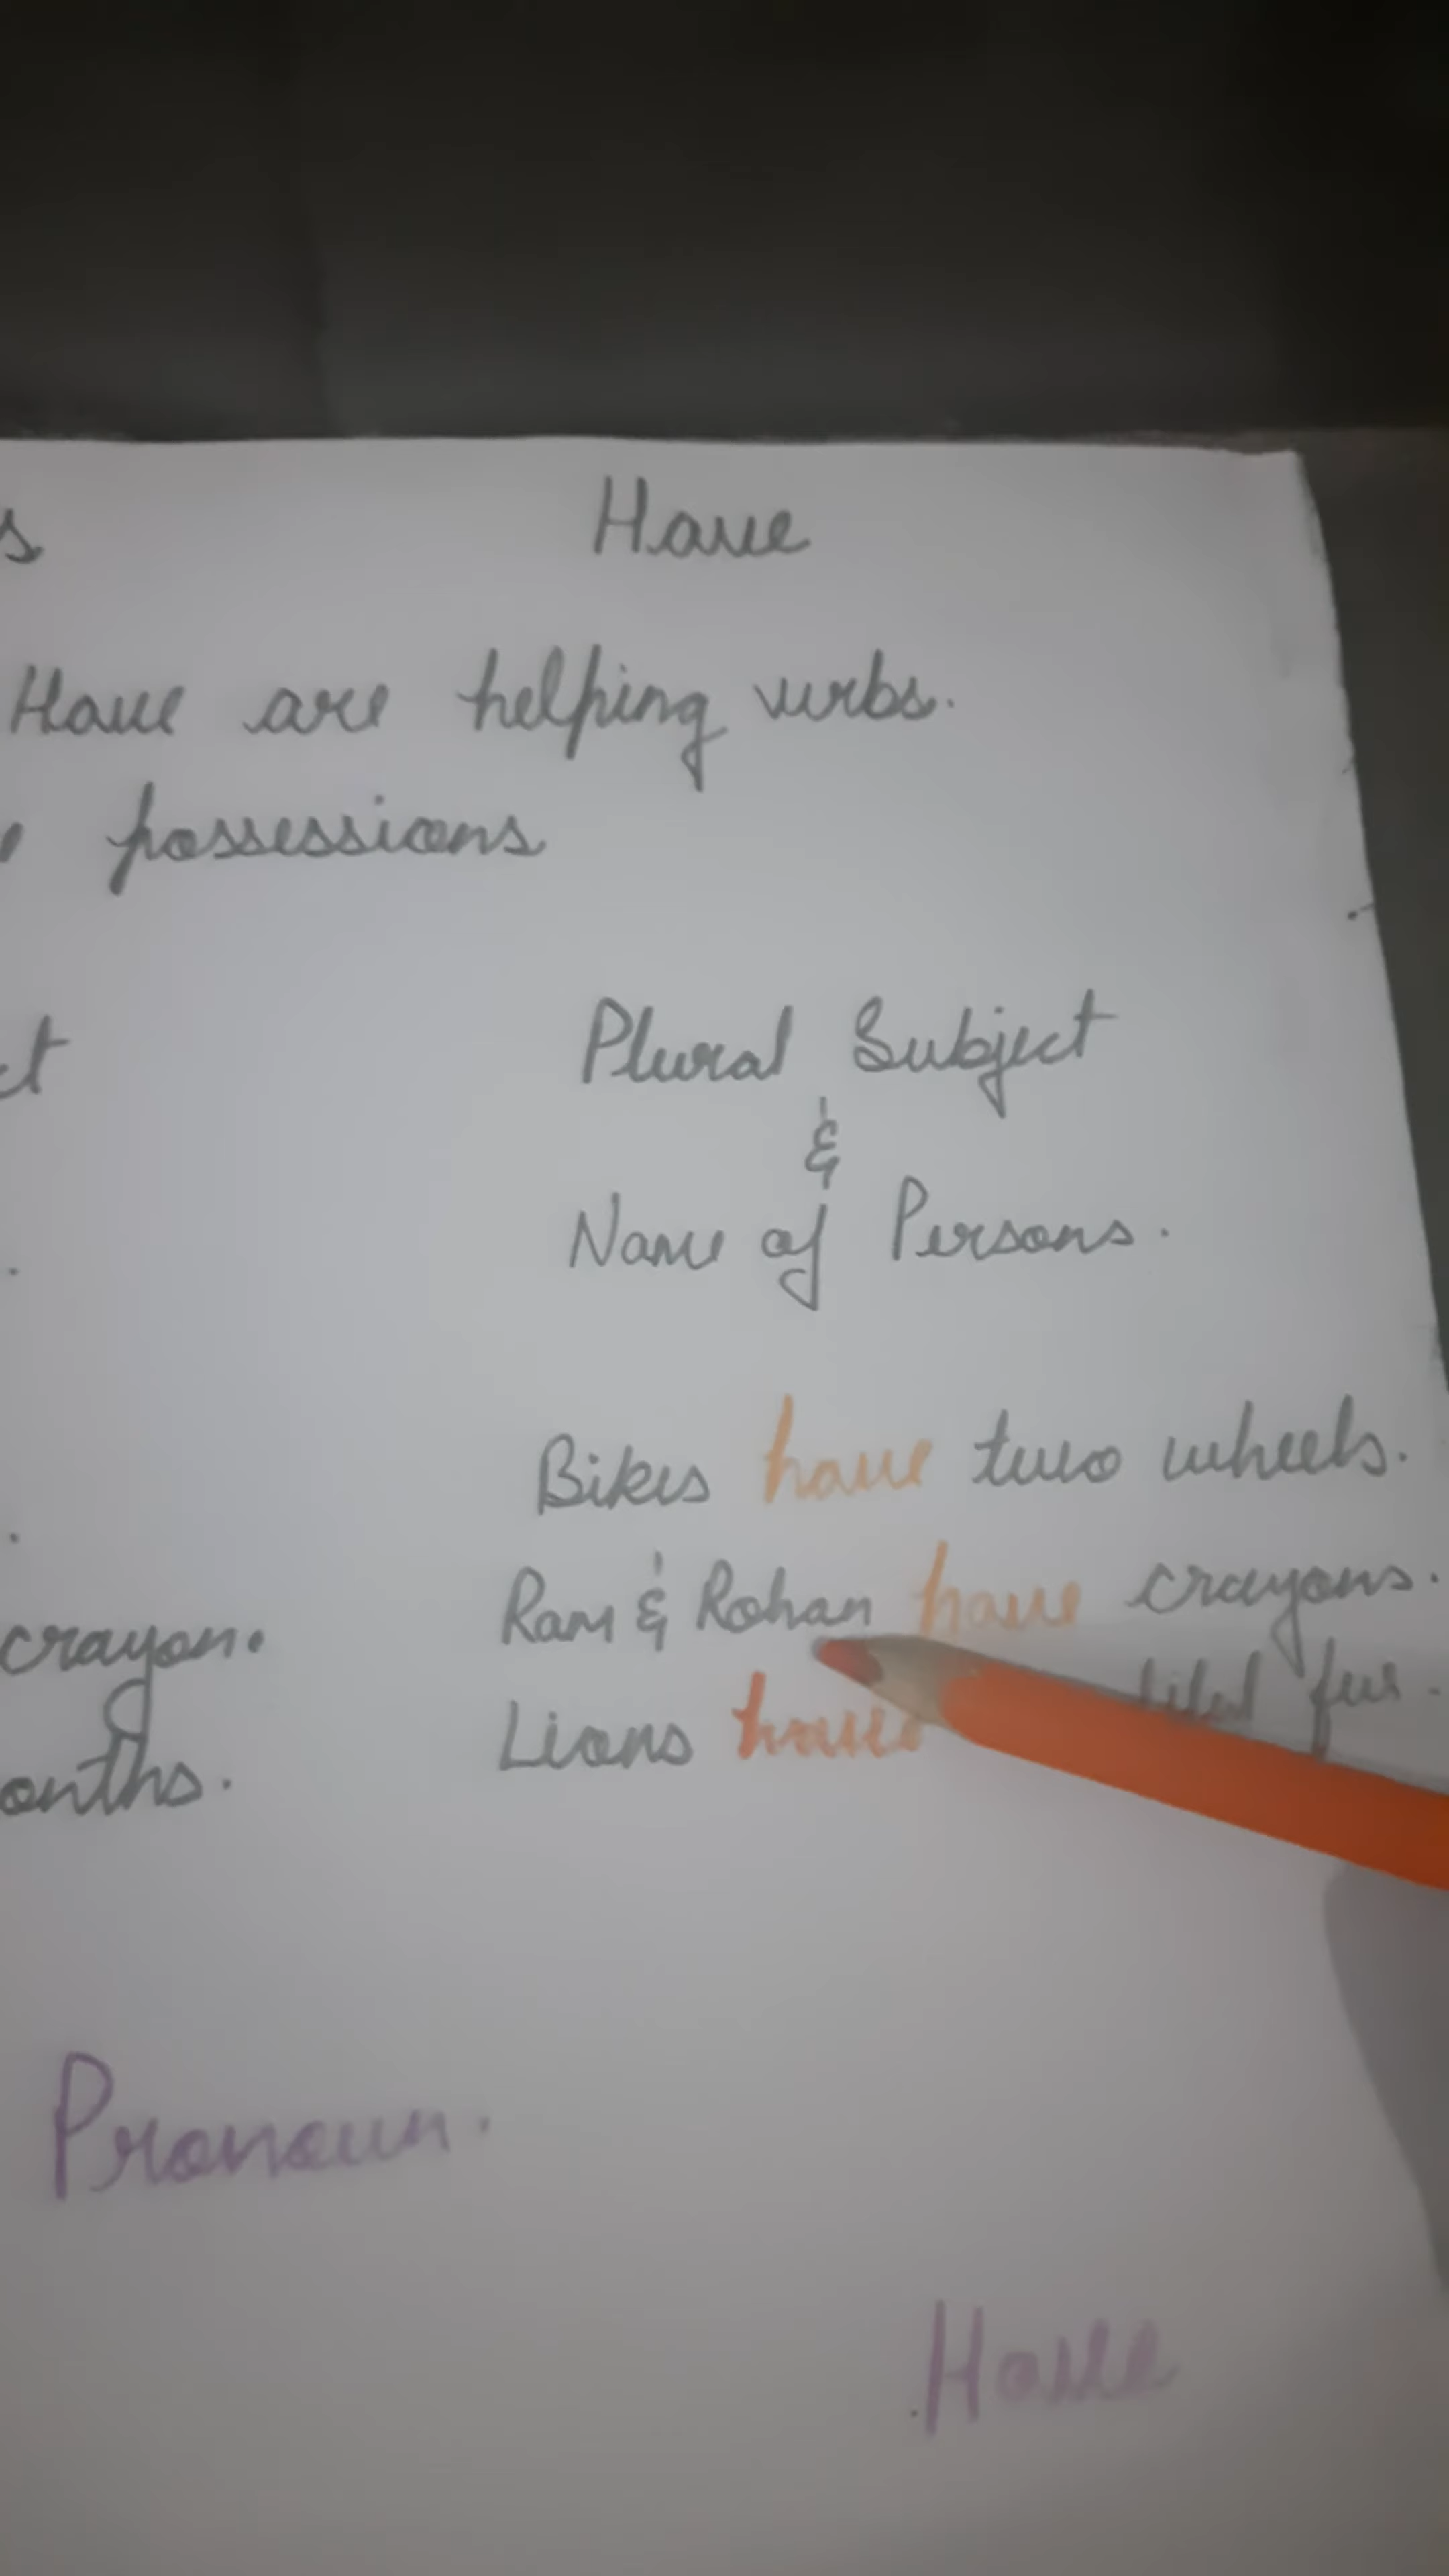 s Have
Have are helping verbs.
possessions
ct Plural Subject
&
Name of Persons.
Bikes have two wheels.
crayon. Ram & Rohan have crayons.
onths. Lions have fur.
Pronoun.
Have